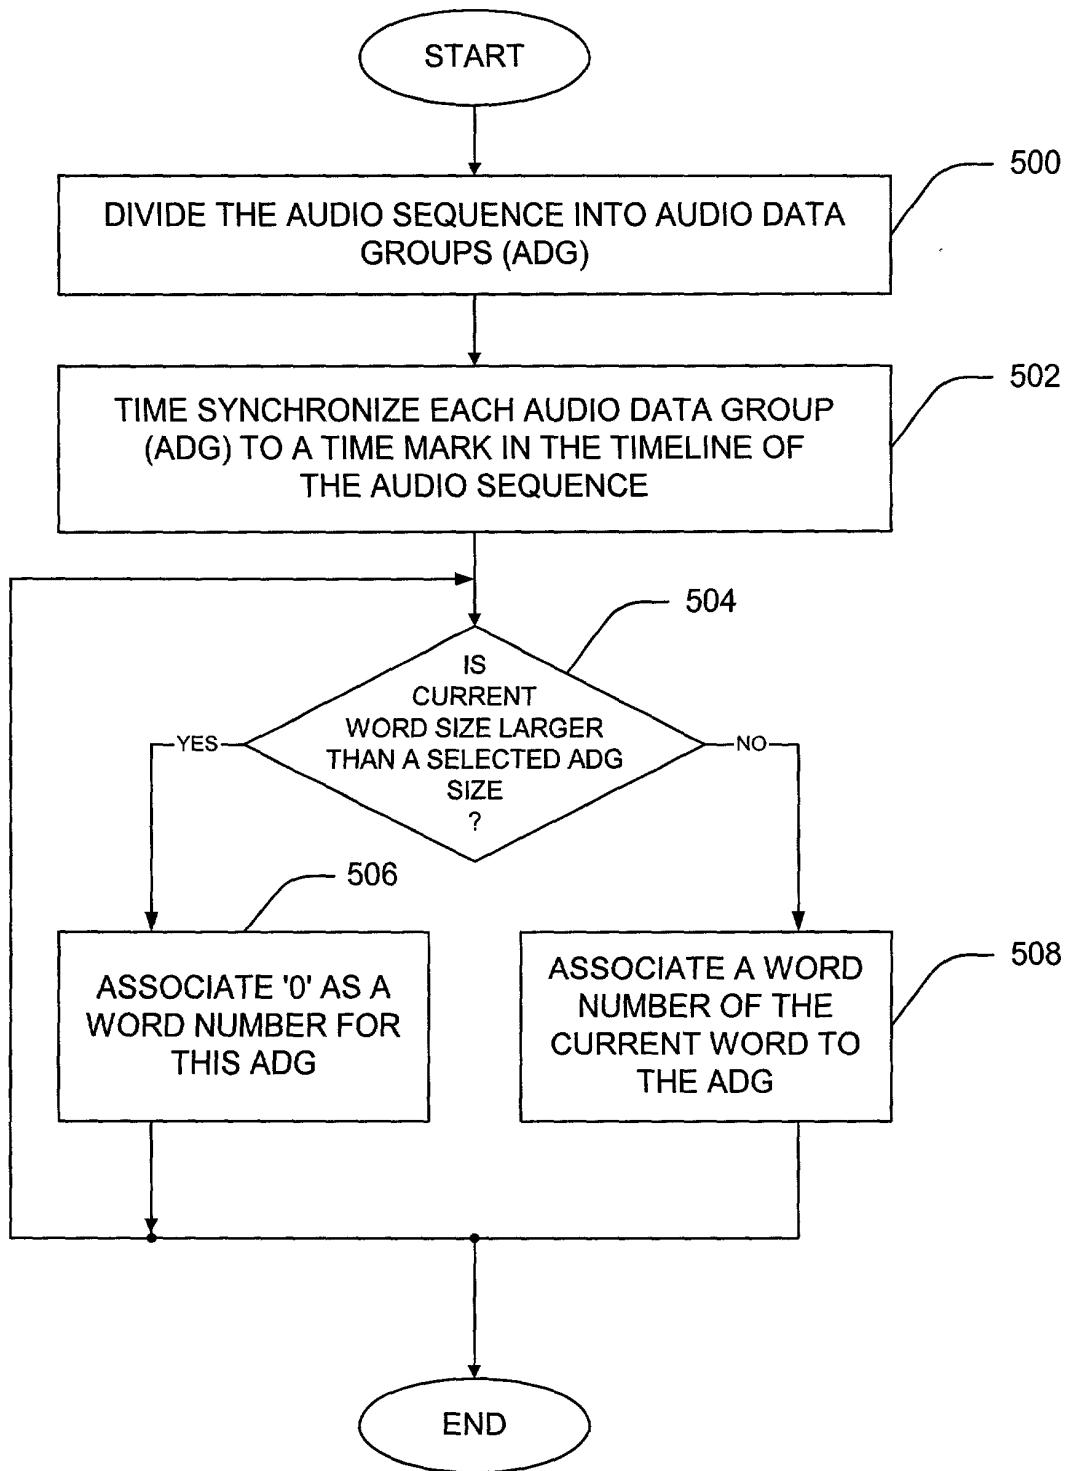 START
500
DIVIDE THE AUDIO SEQUENCE INTO AUDIO DATA
GROUPS (ADG)
502
TIME SYNCHRONIZE EACH AUDIO DATA GROUP
(ADG) TO A TIME MARK IN THE TIMELINE OF
THE AUDIO SEQUENCE
504
IS
CURRENT
WORD SIZE LARGER
THAN A SELECTED ADG
SIZE
?
YES
NO
506
ASSOCIATE '0' AS A
WORD NUMBER FOR
THIS ADG
508
ASSOCIATE A WORD
NUMBER OF THE
CURRENT WORD TO
THE ADG
END